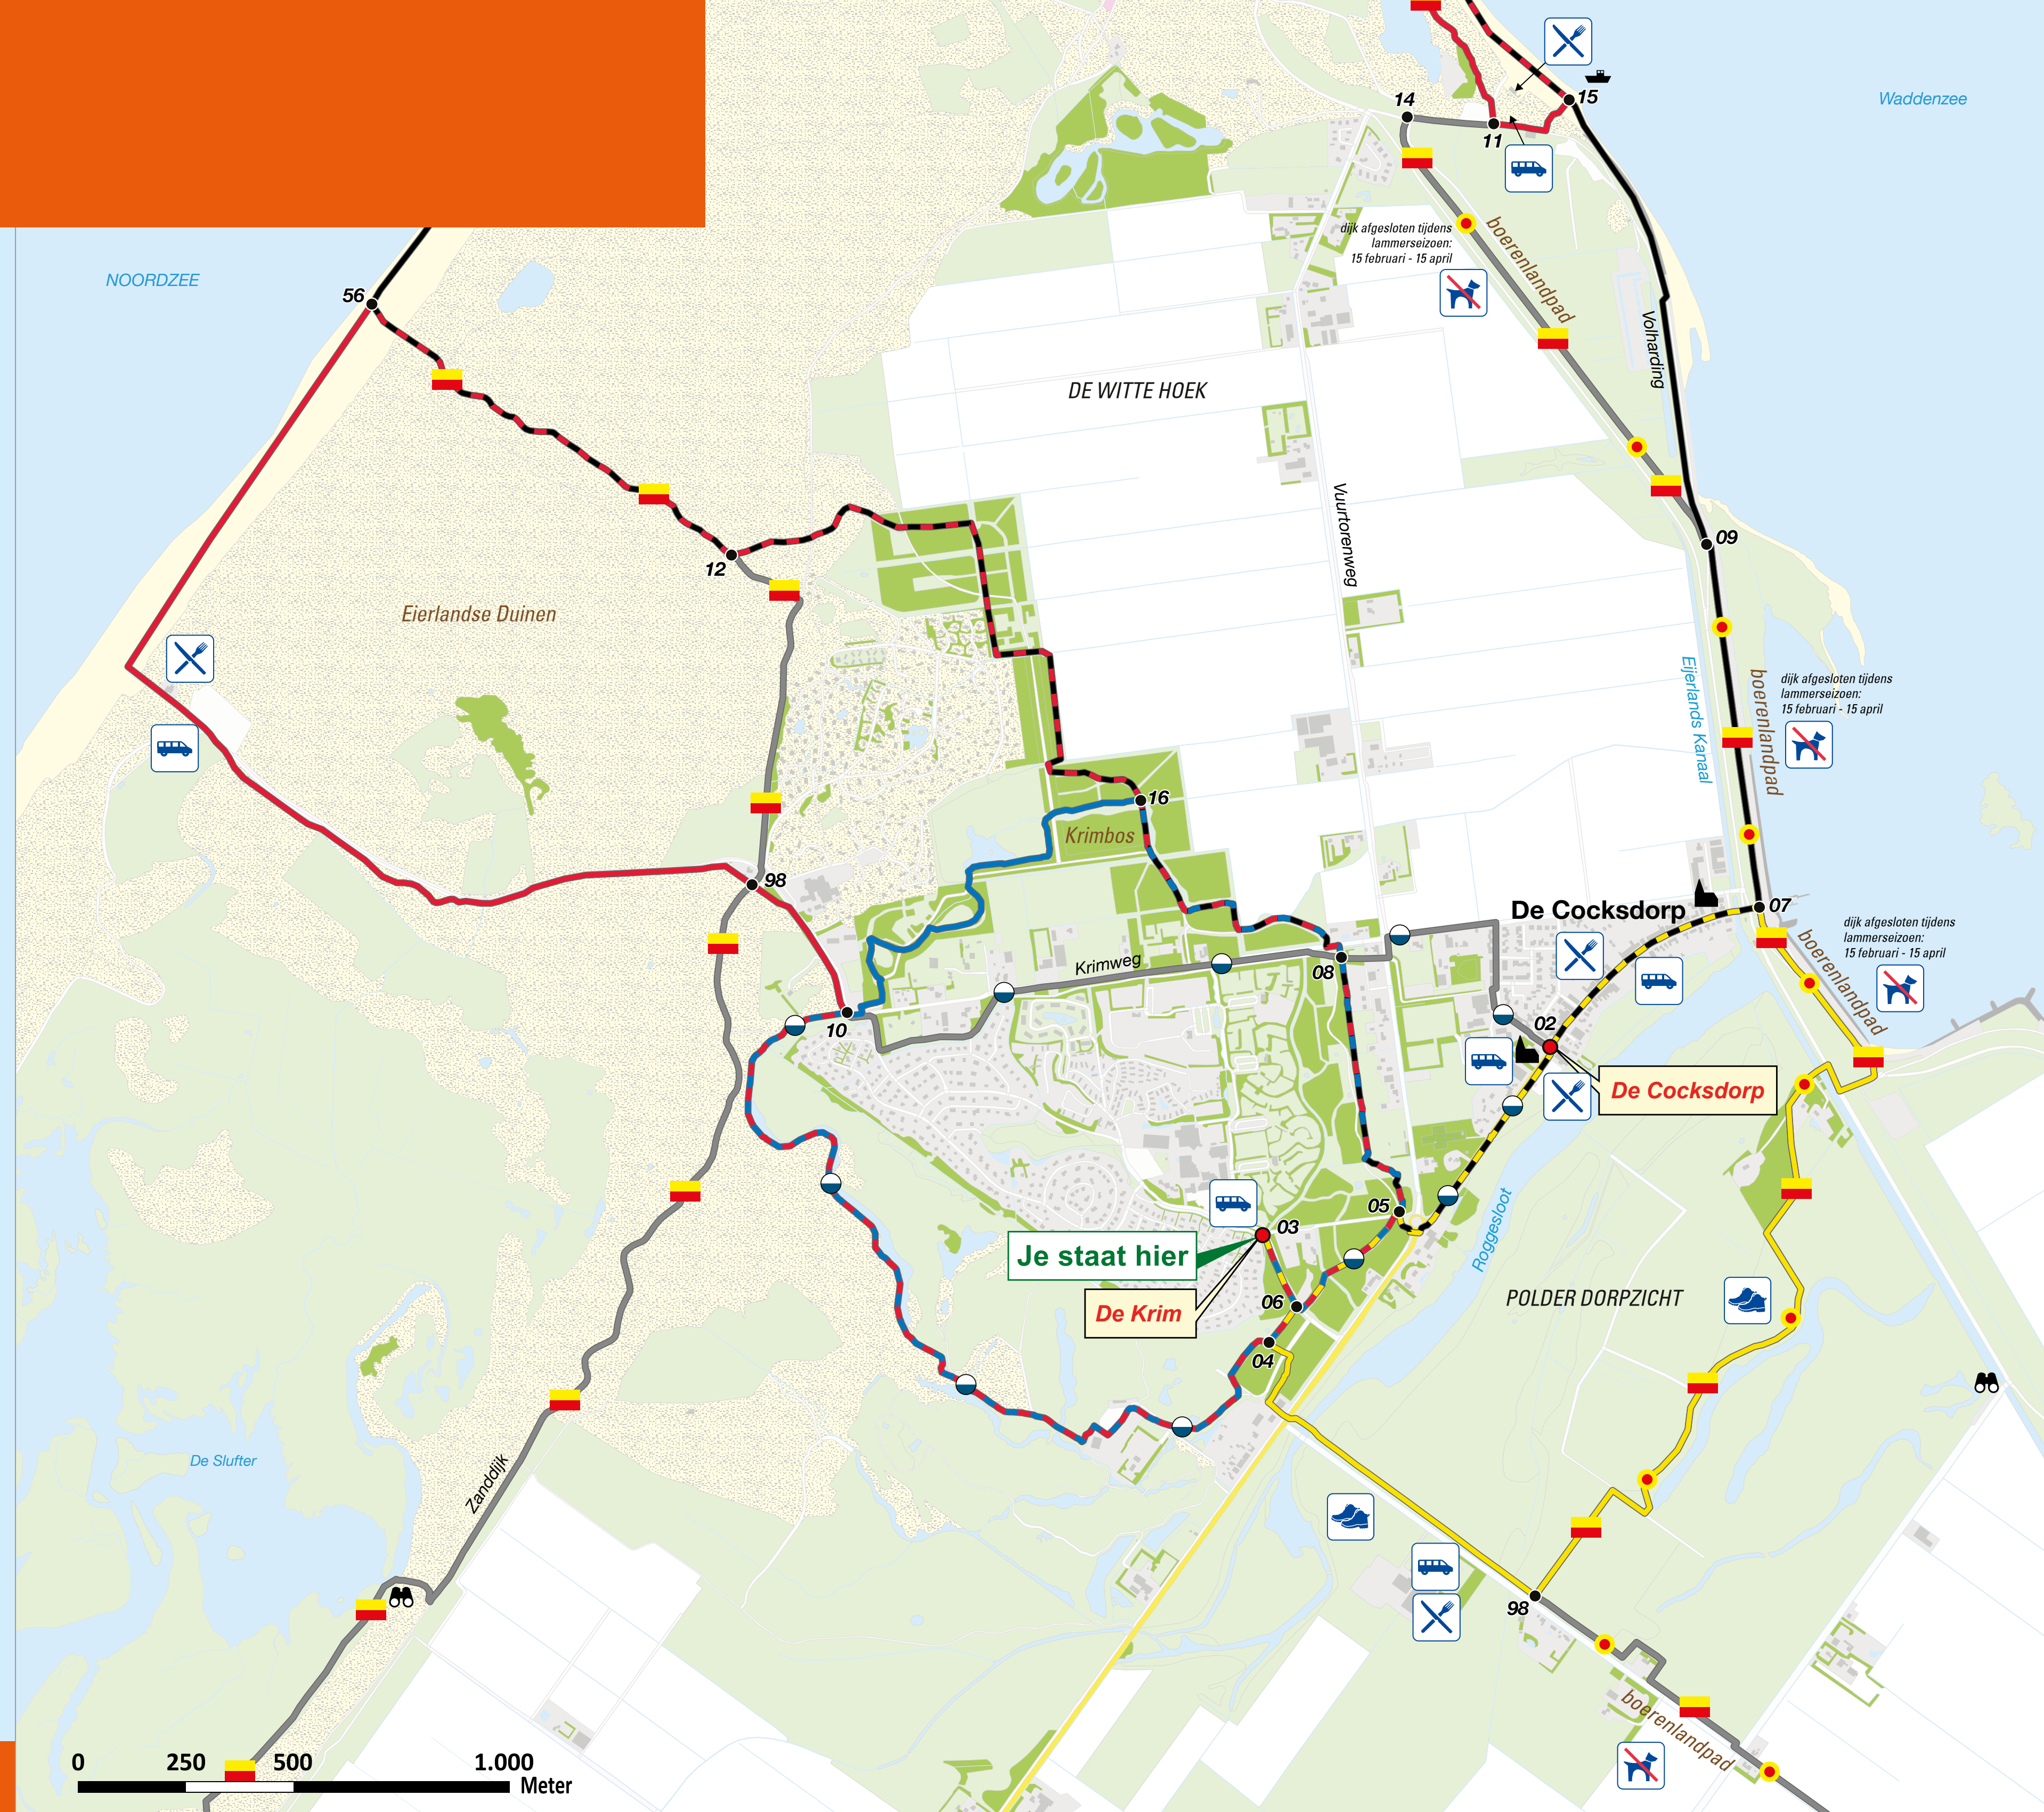 Waddenzee
14
15
11
dijk afgesloten tijdens
lammerseizoen:
15 februari - 15 april
boerenlandpad
NOORDZEE
56
Volharding
DE WITTE HOEK
Vuurtorenweg
09
12
Eierlandse Duinen
Eijerlands Kanaal
boerenlandpad
dijk afgesloten tijdens
lammerseizoen:
15 februari - 15 april
16
Krimbos
98
De Cocksdorp
07
dijk afgesloten tijdens
lammerseizoen:
15 februari - 15 april
boerenlandpad
Krimweg
08
10
02
De Cocksdorp
05
03
Je staat hier
Roggesloot
06
De Krim
POLDER DORPZICHT
04
De Slufter
Zanddijk
98
boerenlandpad
0 250 500 1.000
Meter